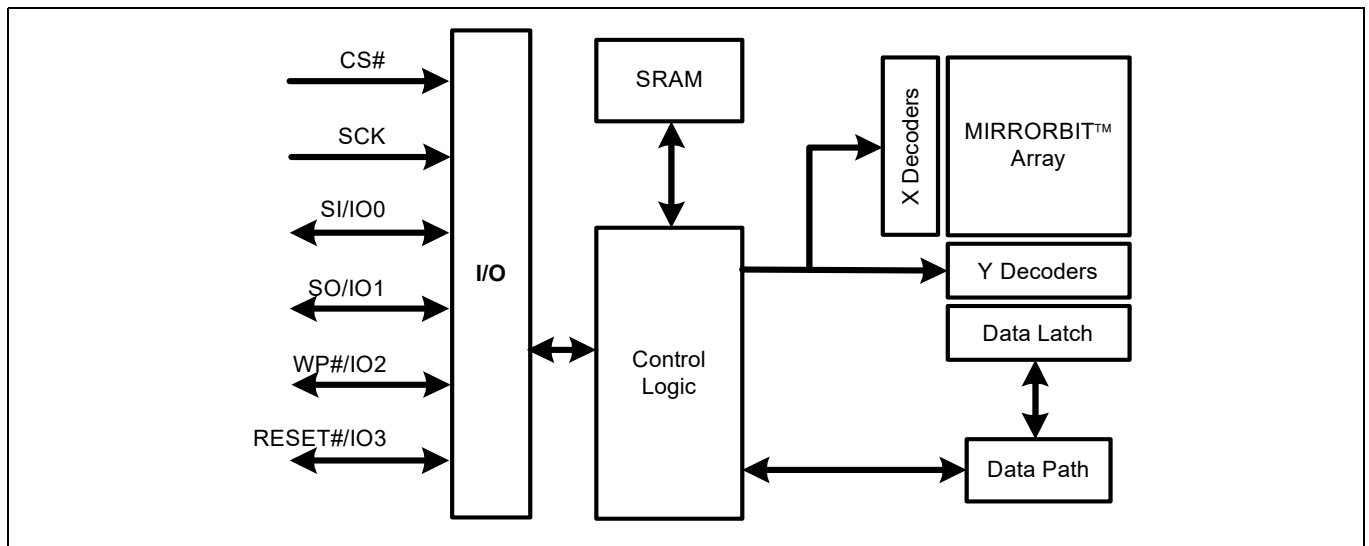 CS#
SCK
SI/IO0
SO/IO1
WP#/IO2
RESET#/IO3
I/O
SRAM
Control
Logic
X Decoders
MIRRORBIT™
Array
Y Decoders
Data Latch
Data Path